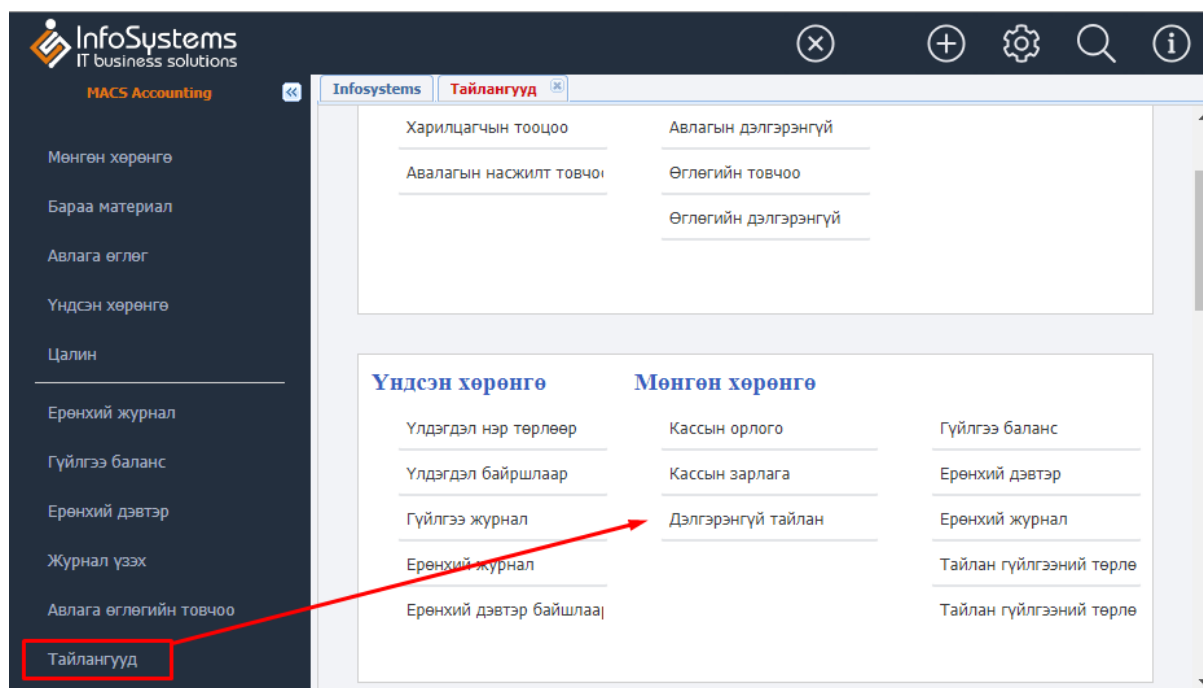 InfoSystems
IT business solutions
MACS Accounting
Мөнгөн хөрөнгө
Бараа материал
Авлага өглөг
Үндсэн хөрөнгө
Цалин
Ерөнхий журнал
Гүйлгээ баланс
Ерөнхий дэвтэр
Журнал үзэх
Авлага өглөгийн товчоо
Тайлангууд
Infosystems
Тайлангууд
Харилцагчын тооцоо
Авалагын насжилт товчоо
Авлагын дэлгэрэнгүй
Өглөгийн товчоо
Өглөгийн дэлгэрэнгүй
Үндсэн хөрөнгө
Үлдэгдэл нэр төрлөөр
Үлдэгдэл байршлаар
Гүйлгээ журнал
Ерөнхий журнал
Ерөнхий дэвтэр байшлаар
Мөнгөн хөрөнгө
Кассын орлого
Кассын зарлага
Дэлгэрэнгүй тайлан
Гүйлгээ баланс
Ерөнхий дэвтэр
Ерөнхий журнал
Тайлан гүйлгээний төрлө
Тайлан гүйлгээний төрлө